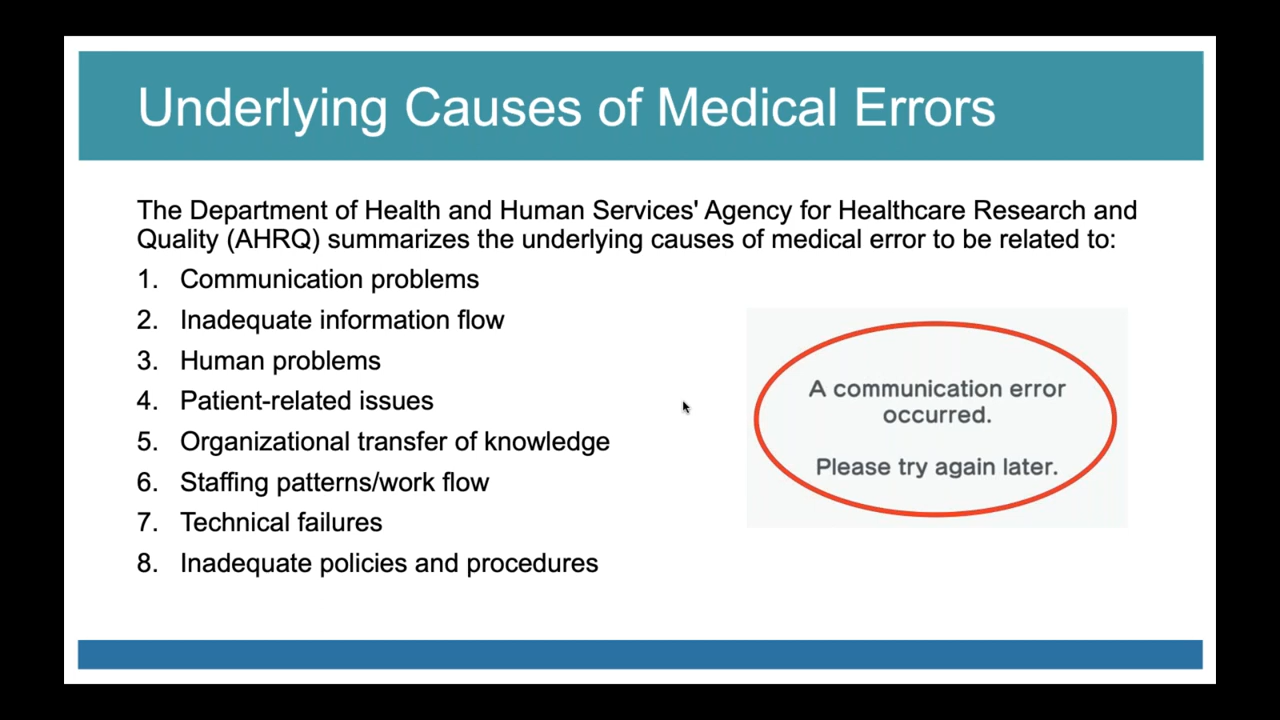 Underlying Causes of Medical Errors
The Department of Health and Human Services' Agency for Healthcare Research and
Quality (AHRQ) summarizes the underlying causes of medical error to be related to:
1. Communication problems
2. Inadequate information flow
3. Human problems
4. Patient-related issues
5. Organizational transfer of knowledge
6. Staffing patterns/work flow
7. Technical failures
8. Inadequate policies and procedures
A communication error
occurred.
Please try again later.